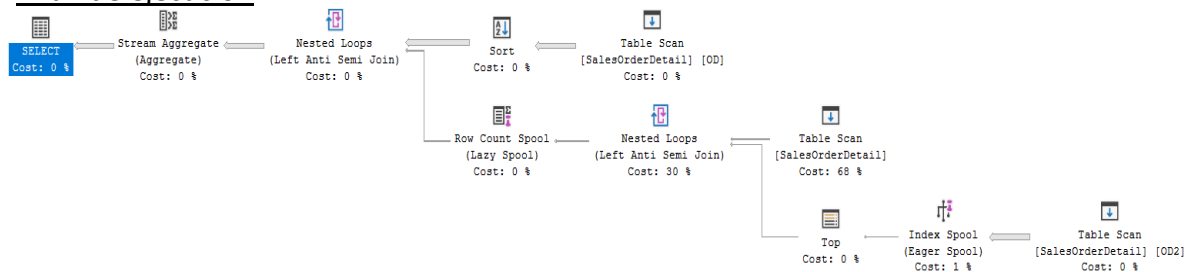 SELECT
Cost: 0 %
Stream Aggregate
(Aggregate)
Cost: 0 %
Nested Loops
(Left Anti Semi Join)
Cost: 0 %
Sort
Cost: 0 %
Table Scan
[SalesOrderDetail] [OD]
Cost: 0 %
Row Count Spool
(Lazy Spool)
Cost: 0 %
Nested Loops
(Left Anti Semi Join)
Cost: 30 %
Table Scan
[SalesOrderDetail]
Cost: 68 %
Top
Cost: 0 %
Index Spool
(Eager Spool)
Cost: 1 %
Table Scan
[SalesOrderDetail] [OD2]
Cost: 0 %